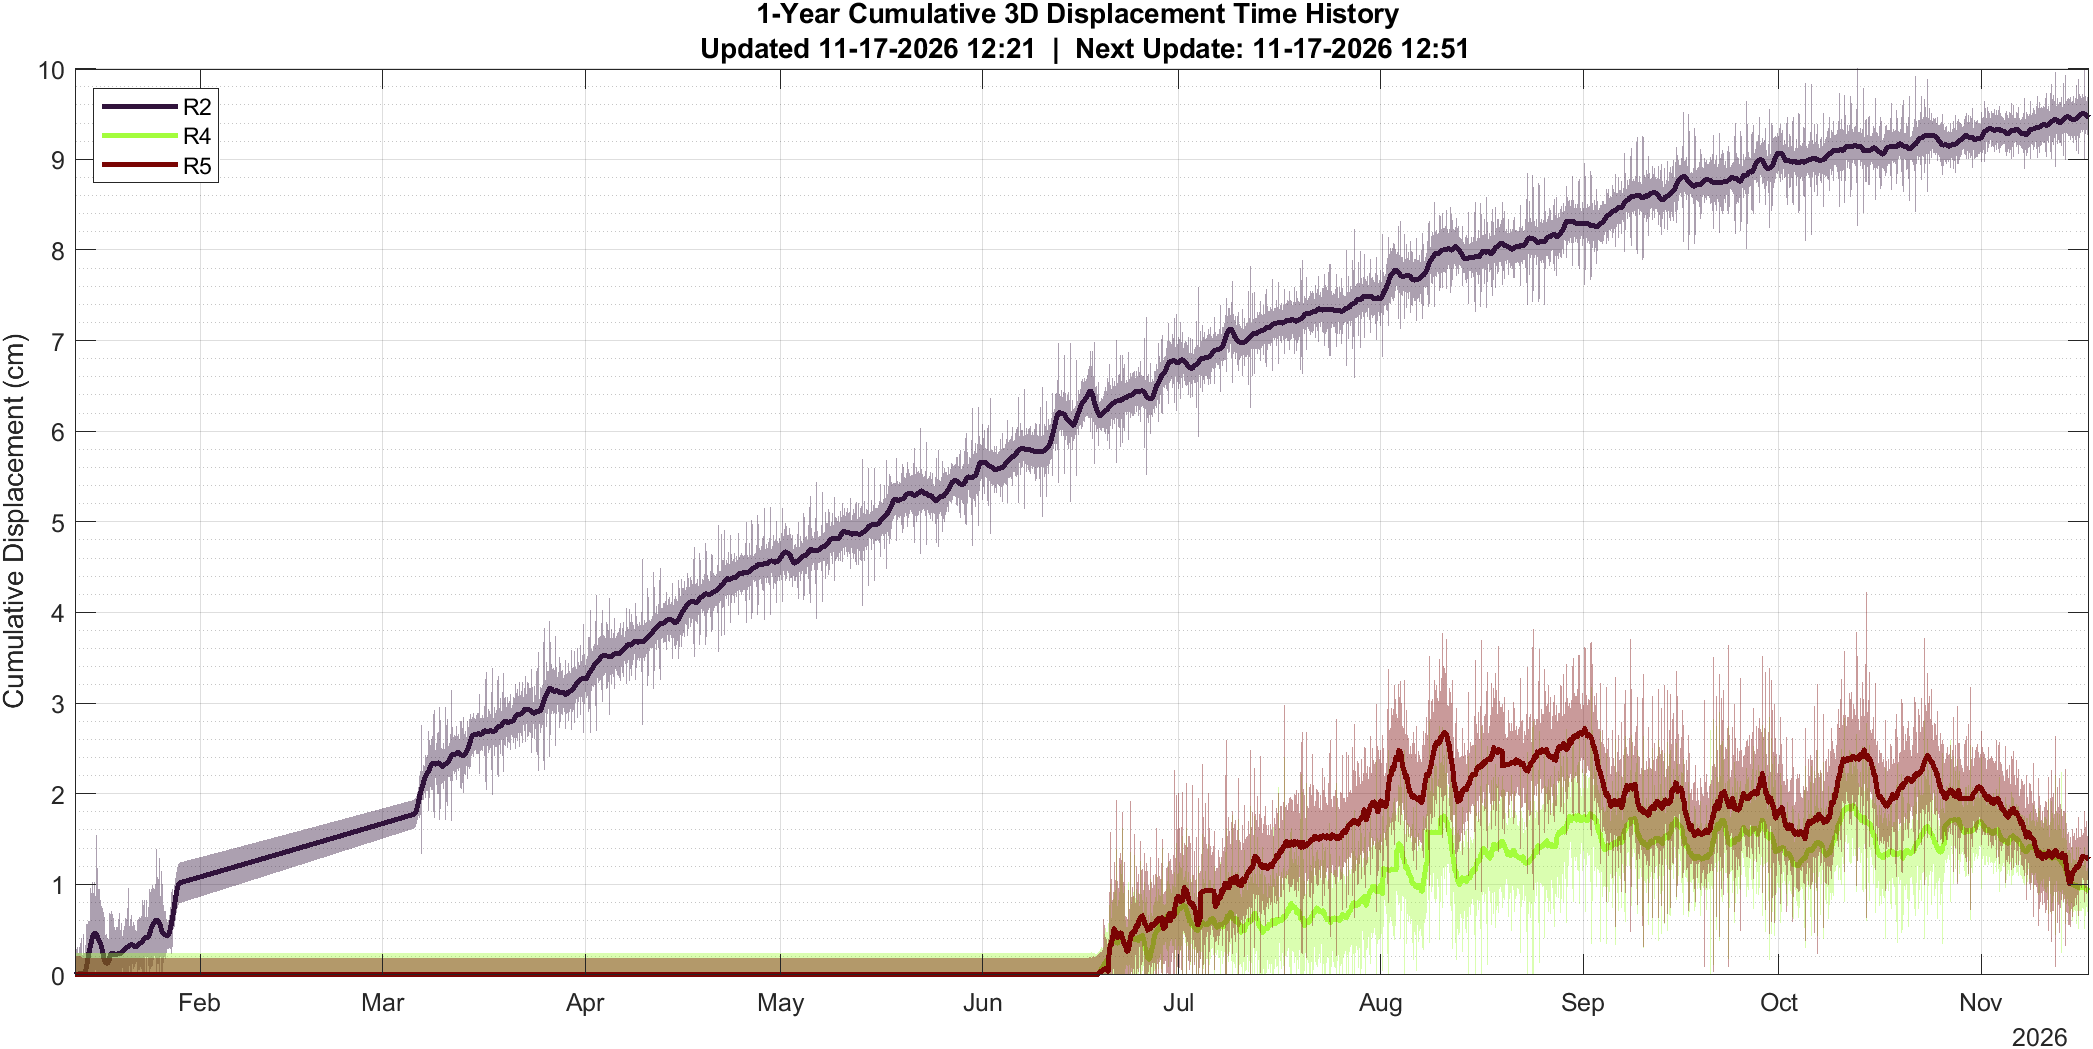 1-Year Cumulative 3D Displacement Time History
Updated 11-17-2026 12:21 | Next Update: 11-17-2026 12:51
Cumulative Displacement (cm)
10
9
8
7
6
5
4
3
2
1
0
R2
R4
R5
Feb Mar Apr May Jun Jul Aug Sep Oct Nov
2026